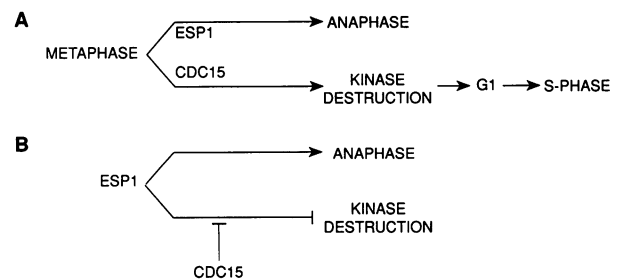 A
ESP1
ANAPHASE
METAPHASE
CDC15
KINASE
DESTRUCTION
G1
S-PHASE
B
ANAPHASE
ESP1
KINASE
DESTRUCTION
CDC15